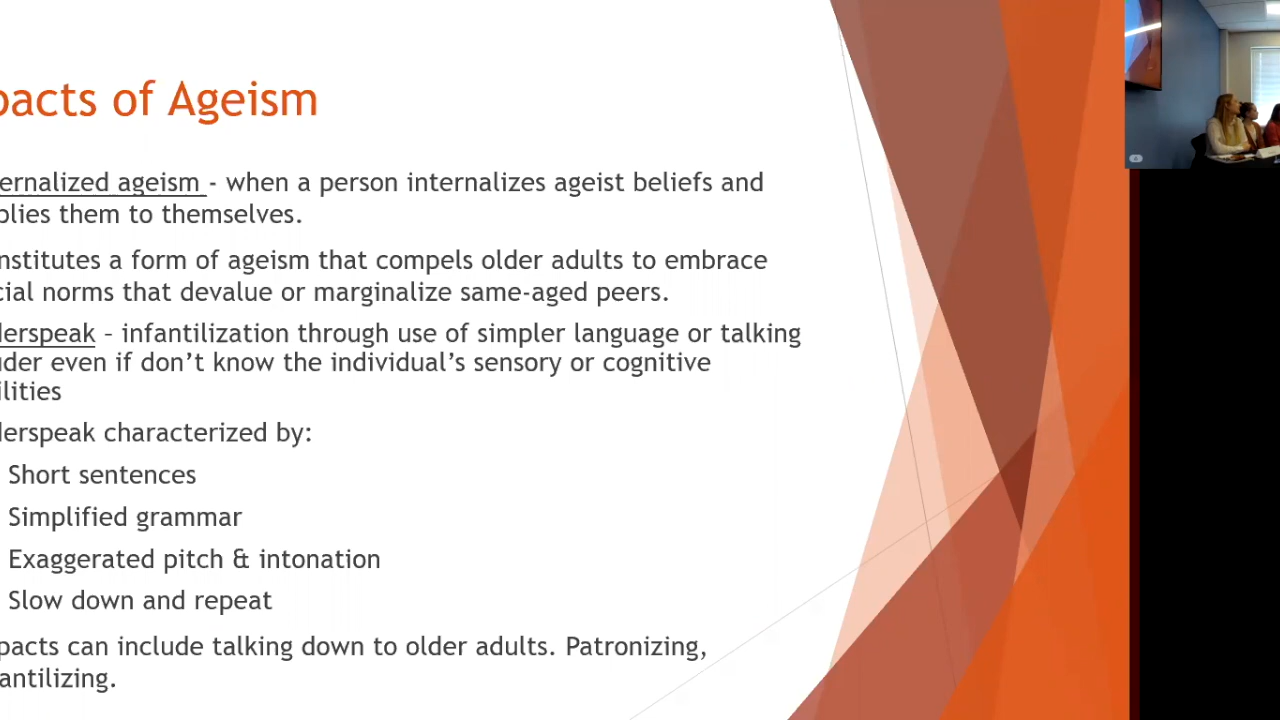 pacts of Ageism
ernalized ageism - when a person internalizes ageist beliefs and
plies them to themselves.
nstitutes a form of ageism that compels older adults to embrace
cial norms that devalue or marginalize same-aged peers.
derspeak – infantilization through use of simpler language or talking
uder even if don’t know the individual’s sensory or cognitive
ilities
derspeak characterized by:
Short sentences
Simplified grammar
Exaggerated pitch & intonation
Slow down and repeat
pacts can include talking down to older adults. Patronizing,
antilizing.